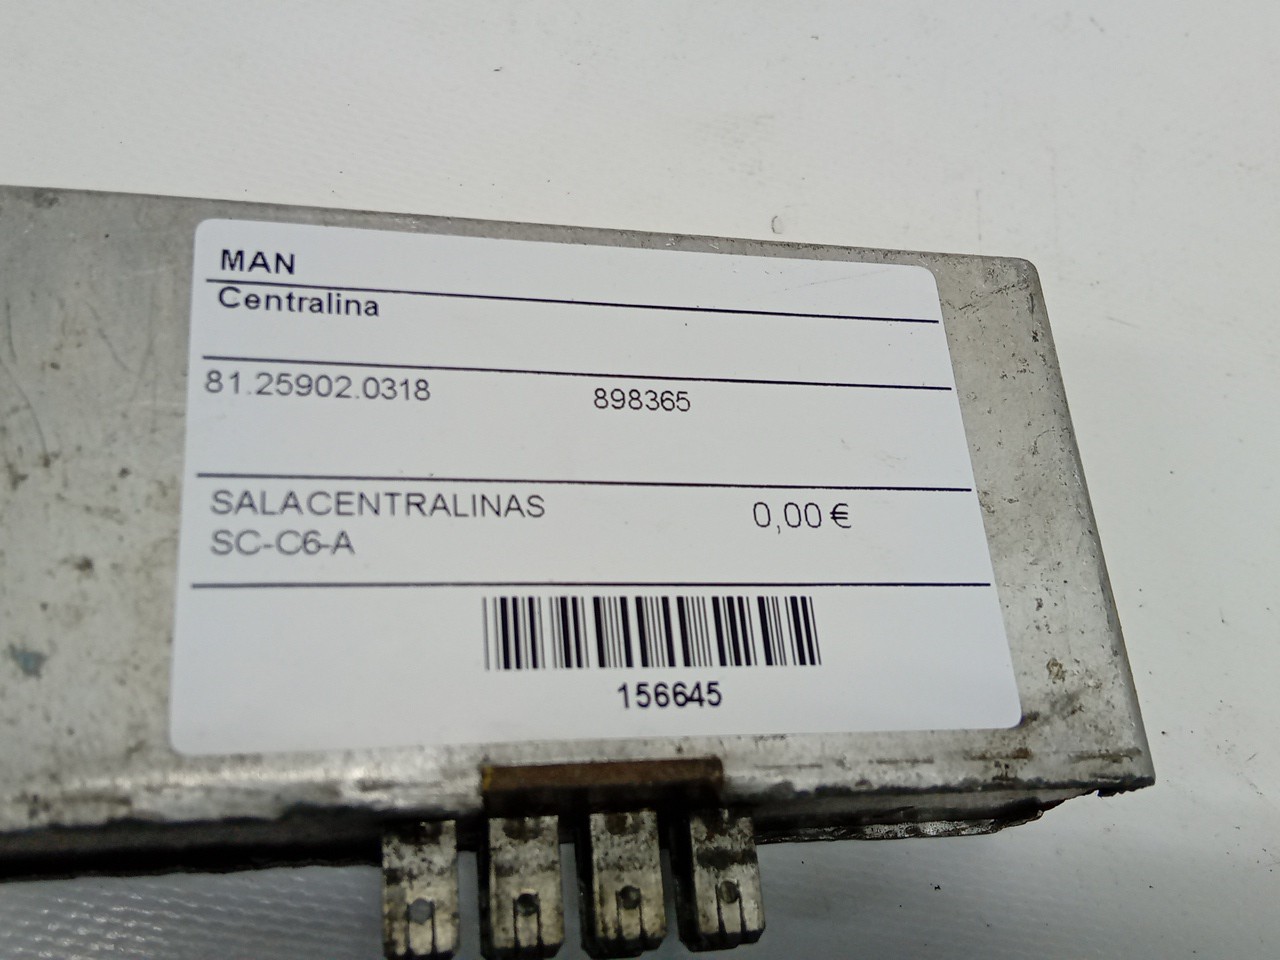 MAN
Centralina
81.25902.0318 898365
SALACENTRALINAS 0,00 €
SC-C6-A
156645